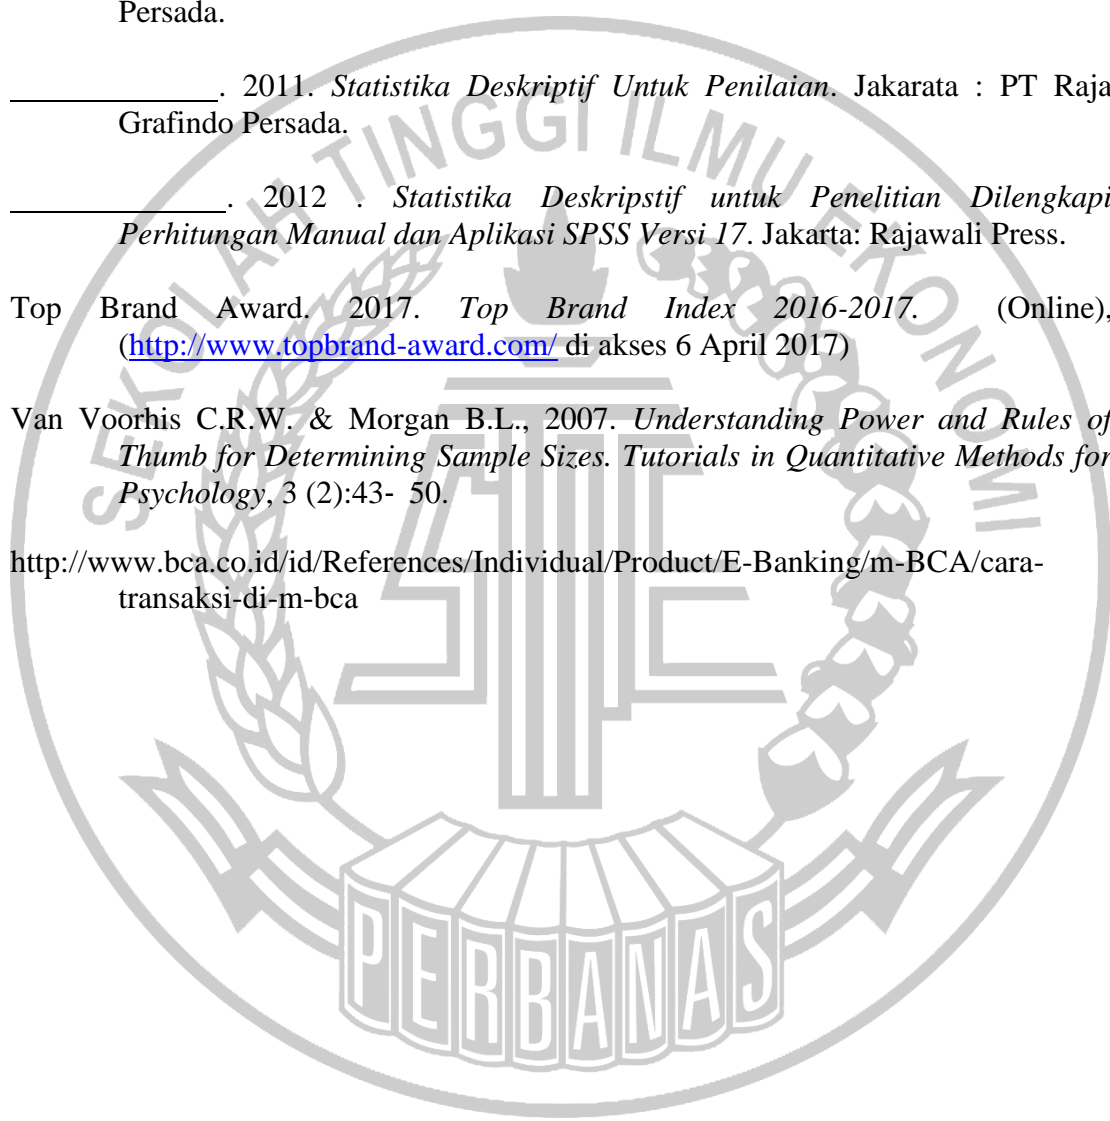 Persada.
______________. 2011. Statistika Deskriptif Untuk Penilaian. Jakarata : PT Raja
Grafindo Persada.
______________. 2012 . Statistika Deskripstif untuk Penelitian Dilengkapi
Perhitungan Manual dan Aplikasi SPSS Versi 17. Jakarta: Rajawali Press.
Top Brand Award. 2017. Top Brand Index 2016-2017. (Online),
(http://www.topbrand-award.com/ di akses 6 April 2017)
Van Voorhis C.R.W. & Morgan B.L., 2007. Understanding Power and Rules of
Thumb for Determining Sample Sizes. Tutorials in Quantitative Methods for
Psychology, 3 (2):43- 50.
http://www.bca.co.id/id/References/Individual/Product/E-Banking/m-BCA/cara-
transaksi-di-m-bca
SEKOLAH TINGGI ILMU EKONOMI
PERBANAS